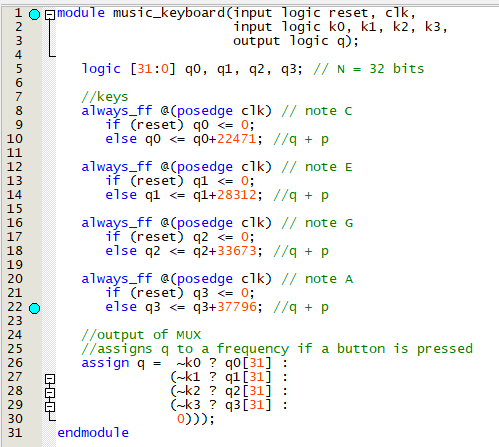 1 module music_keyboard(input logic reset, clk,
2 input logic k0, k1, k2, k3,
3 output logic q);
4
5 logic [31:0] q0, q1, q2, q3; // N = 32 bits
6
7 //keys
8 always_ff @(posedge clk) // note C
9 if (reset) q0 <= 0;
10 else q0 <= q0+22471; //q + p
11
12 always_ff @(posedge clk) // note E
13 if (reset) q1 <= 0;
14 else q1 <= q1+28312; //q + p
15
16 always_ff @(posedge clk) // note G
17 if (reset) q2 <= 0;
18 else q2 <= q2+33673; //q + p
19
20 always_ff @(posedge clk) // note A
21 if (reset) q3 <= 0;
22 else q3 <= q3+37796; //q + p
23
24 //output of MUX
25 //assigns q to a frequency if a button is pressed
26 assign q = ~k0 ? q0[31] :
27 (~k1 ? q1[31] :
28 (~k2 ? q2[31] :
29 (~k3 ? q3[31] :
30 0)));
31 endmodule